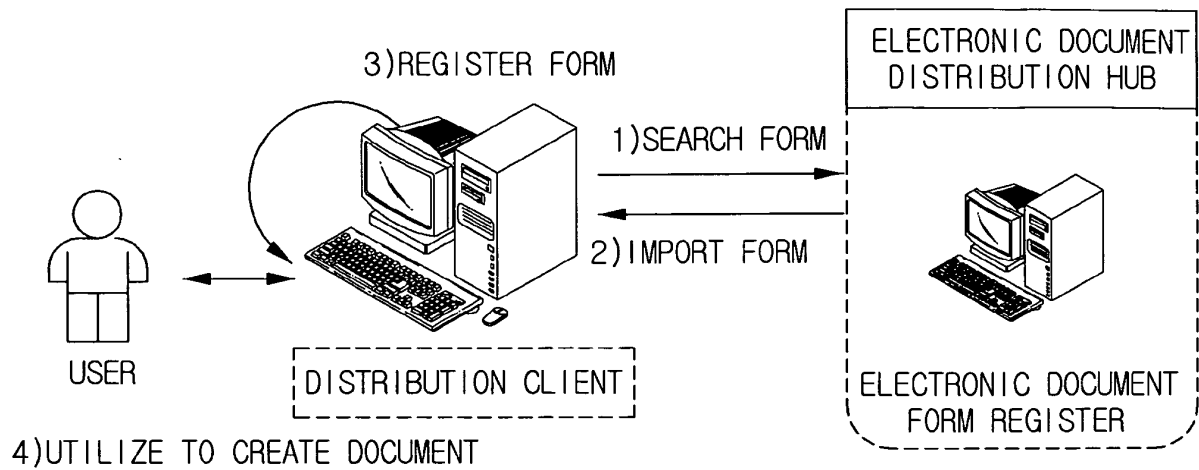 ELECTRONIC DOCUMENT
DISTRIBUTION HUB
3)REGISTER FORM
1)SEARCH FORM
2)IMPORT FORM
USER
DISTRIBUTION CLIENT
ELECTRONIC DOCUMENT
FORM REGISTER
4)UTILIZE TO CREATE DOCUMENT